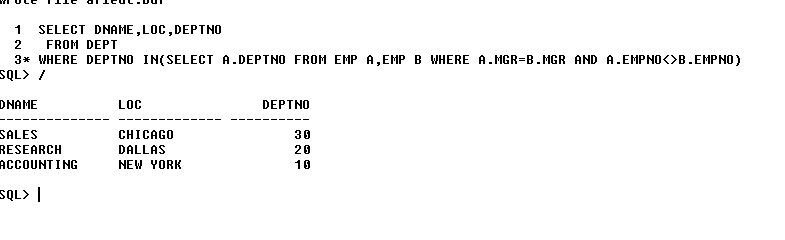 wrote file afiedt.buf
1 SELECT DNAME,LOC,DEPTNO
2 FROM DEPT
3* WHERE DEPTNO IN(SELECT A.DEPTNO FROM EMP A,EMP B WHERE A.MGR=B.MGR AND A.EMPNO<>B.EMPNO)
SQL> /
DNAME LOC DEPTNO
-------------- ------------- ----------
SALES CHICAGO 30
RESEARCH DALLAS 20
ACCOUNTING NEW YORK 10
SQL>